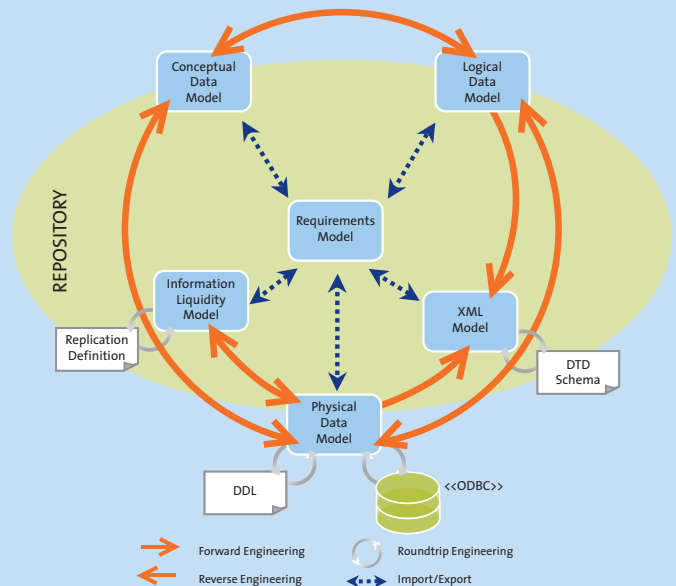 Conceptual
Data
Model
Logical
Data
Model
REPOSITORY
Requirements
Model
Information
Liquidity
Model
XML
Model
Replication
Definition
DTD
Schema
Physical
Data
Model
DDL
<<ODBC>>
Forward Engineering
Roundtrip Engineering
Reverse Engineering
Import/Export